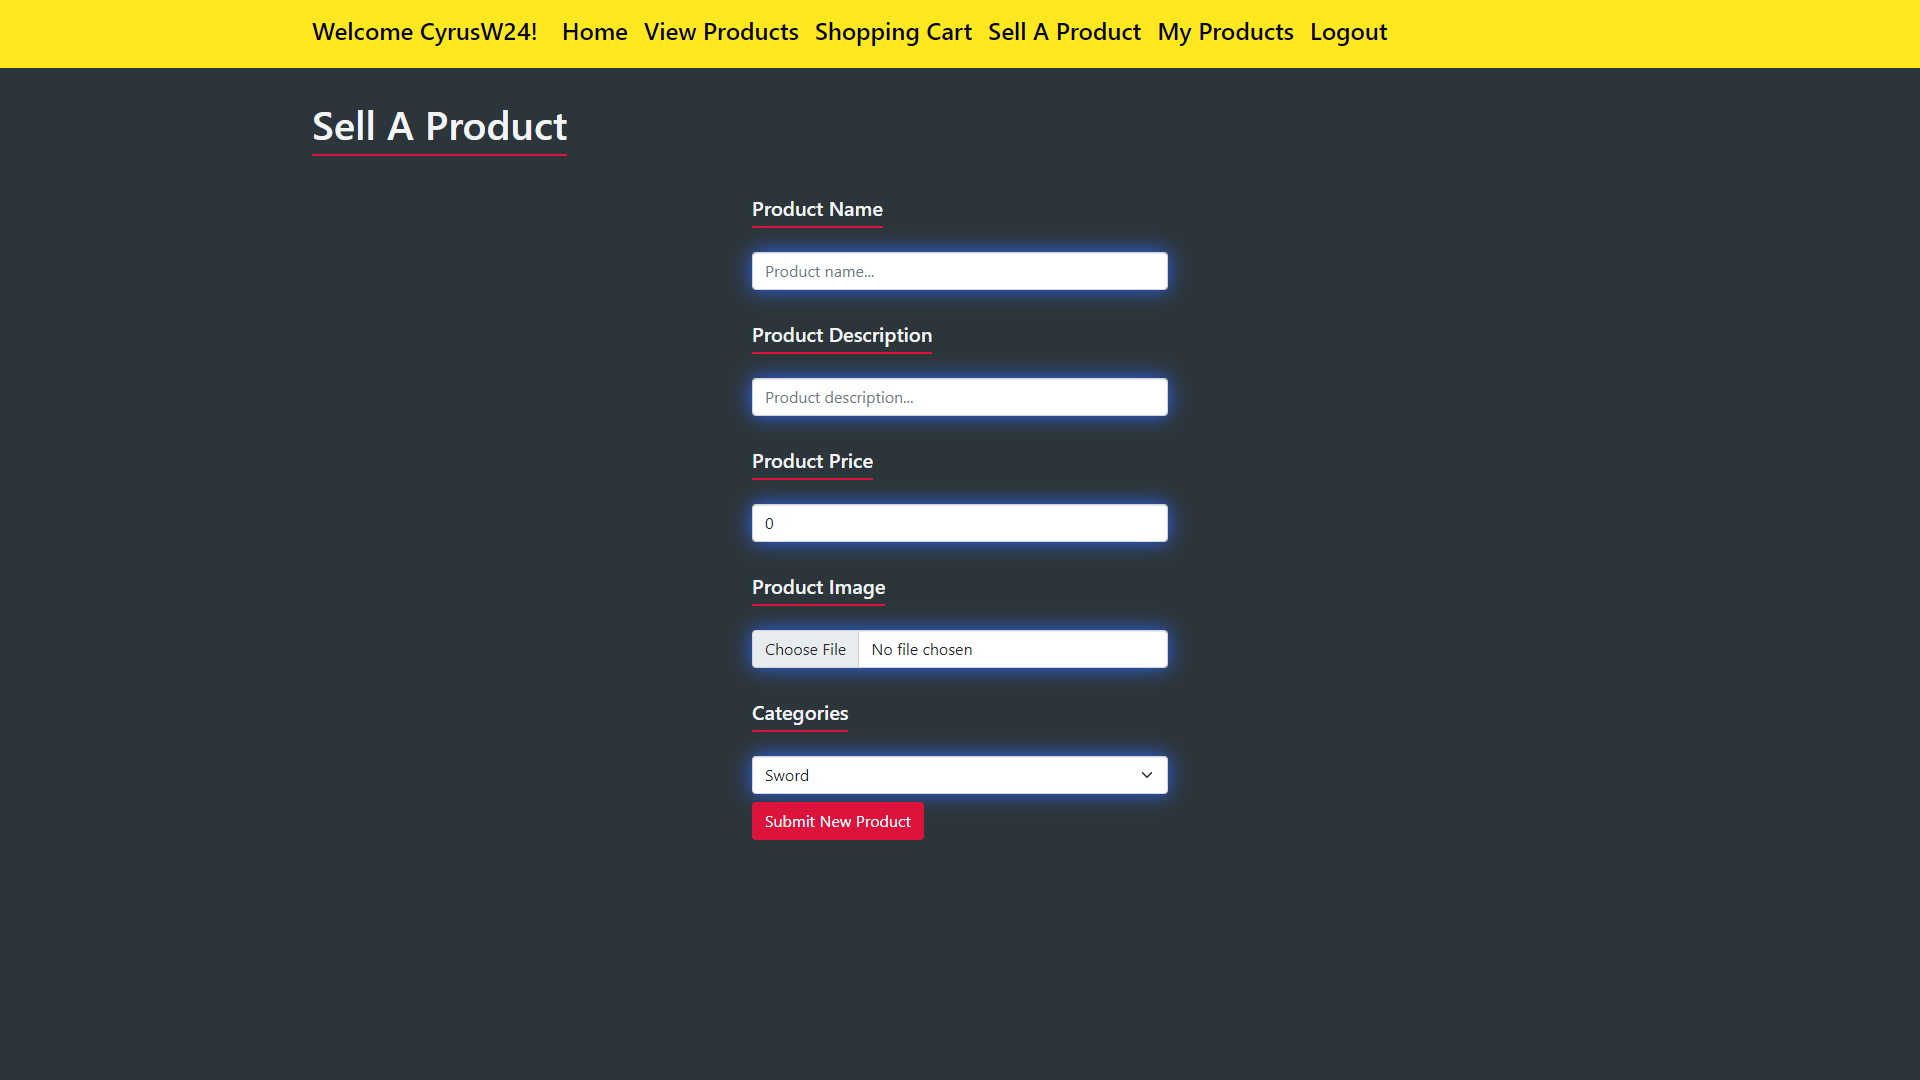 Welcome CyrusW24! Home View Products Shopping Cart Sell A Product My Products Logout
Sell A Product
Product Name
Product name...
Product Description
Product description...
Product Price
0
Product Image
Choose File No file chosen
Categories
Sword
Submit New Product